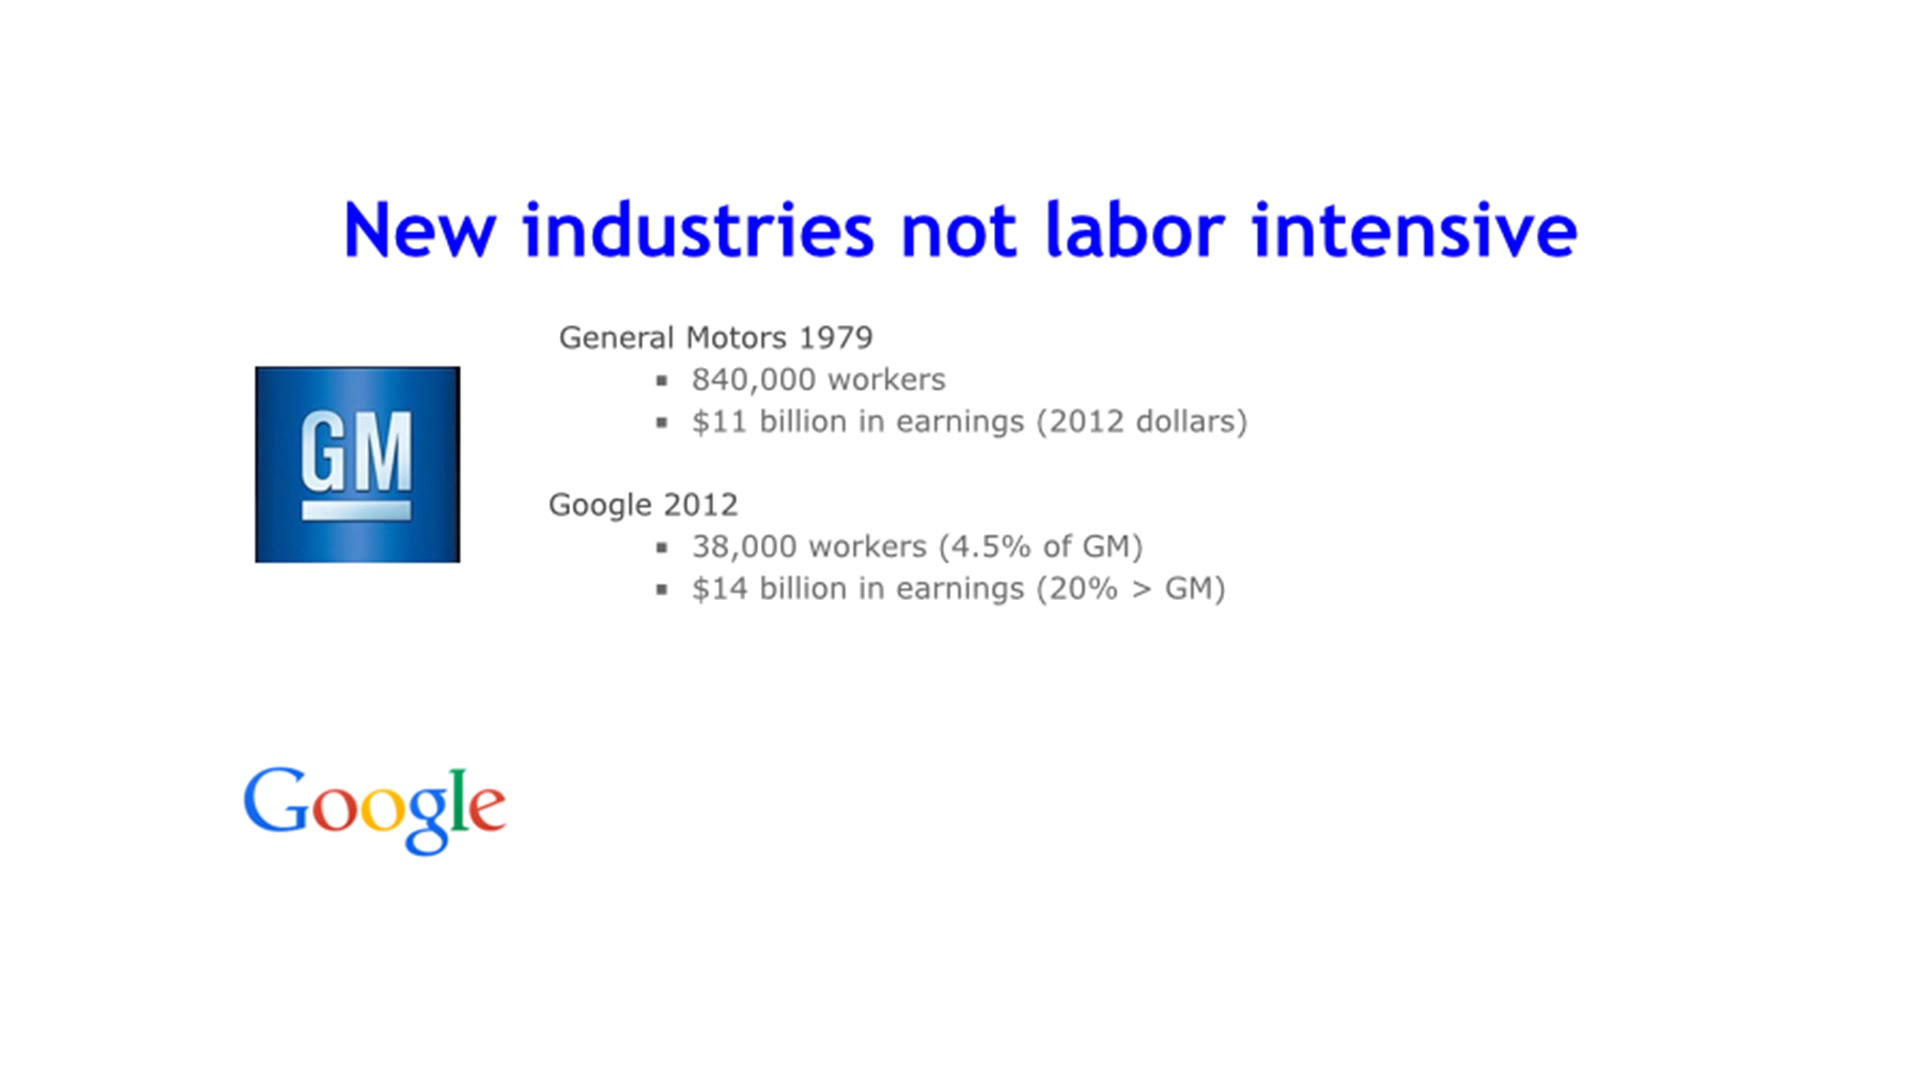 New industries not labor intensive
General Motors 1979
▪ 840,000 workers
▪ $11 billion in earnings (2012 dollars)
GM
Google 2012
▪ 38,000 workers (4.5% of GM)
▪ $14 billion in earnings (20% > GM)
Google